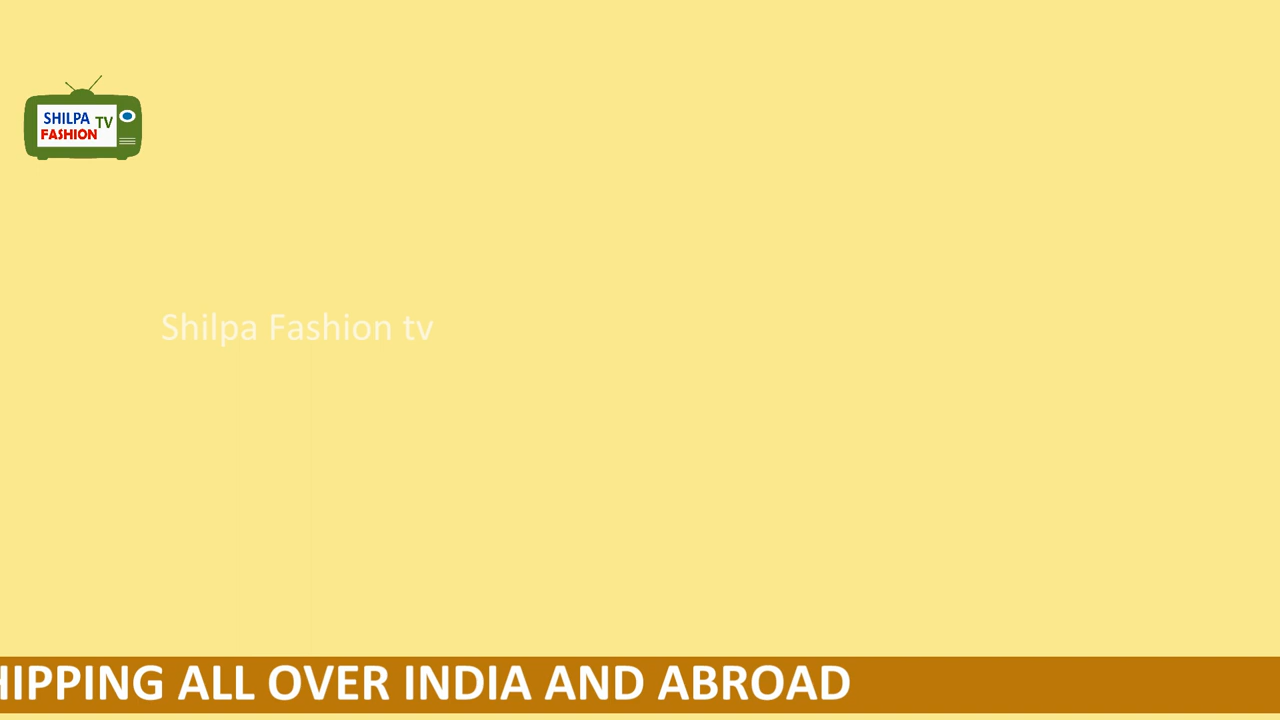 SHILPA TV
FASHION
Shilpa Fashion tv
HIPPING ALL OVER INDIA AND ABROAD